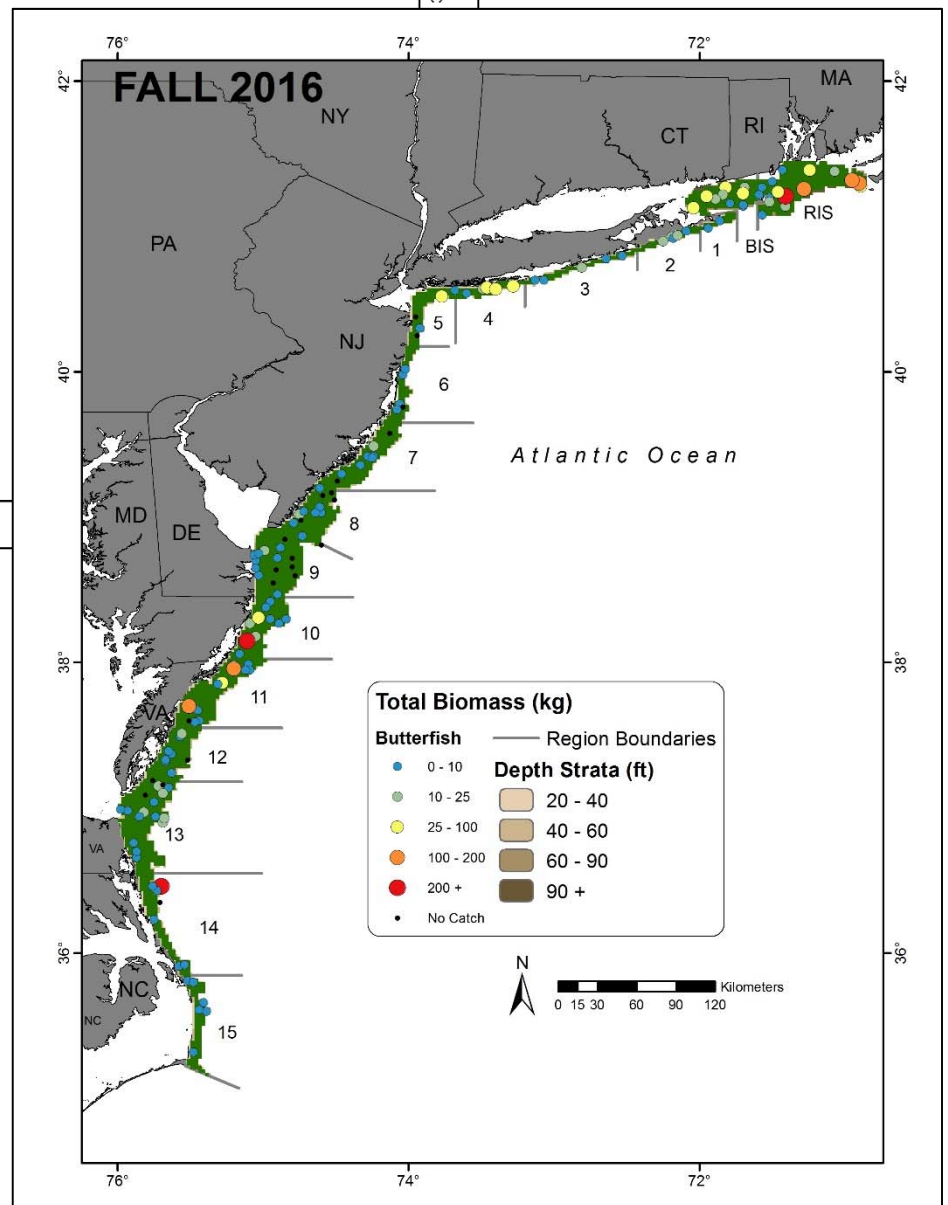 76° 74° 72°
42° 42°
FALL 2016
NY
MA
CT
RI
PA
RIS
BIS
1
2
3
4
5
NJ
40° 40°
6
7
Atlantic Ocean
MD
DE
8
9
10
38° 38°
11
VA
12
13
VA
14
36° 36°
NC
NC
15
Total Biomass (kg)
Butterfish
0 - 10
10 - 25
25 - 100
100 - 200
200 +
No Catch
Region Boundaries
Depth Strata (ft)
20 - 40
40 - 60
60 - 90
90 +
N
Kilometers
0 15 30 60 90 120
76° 74° 72°